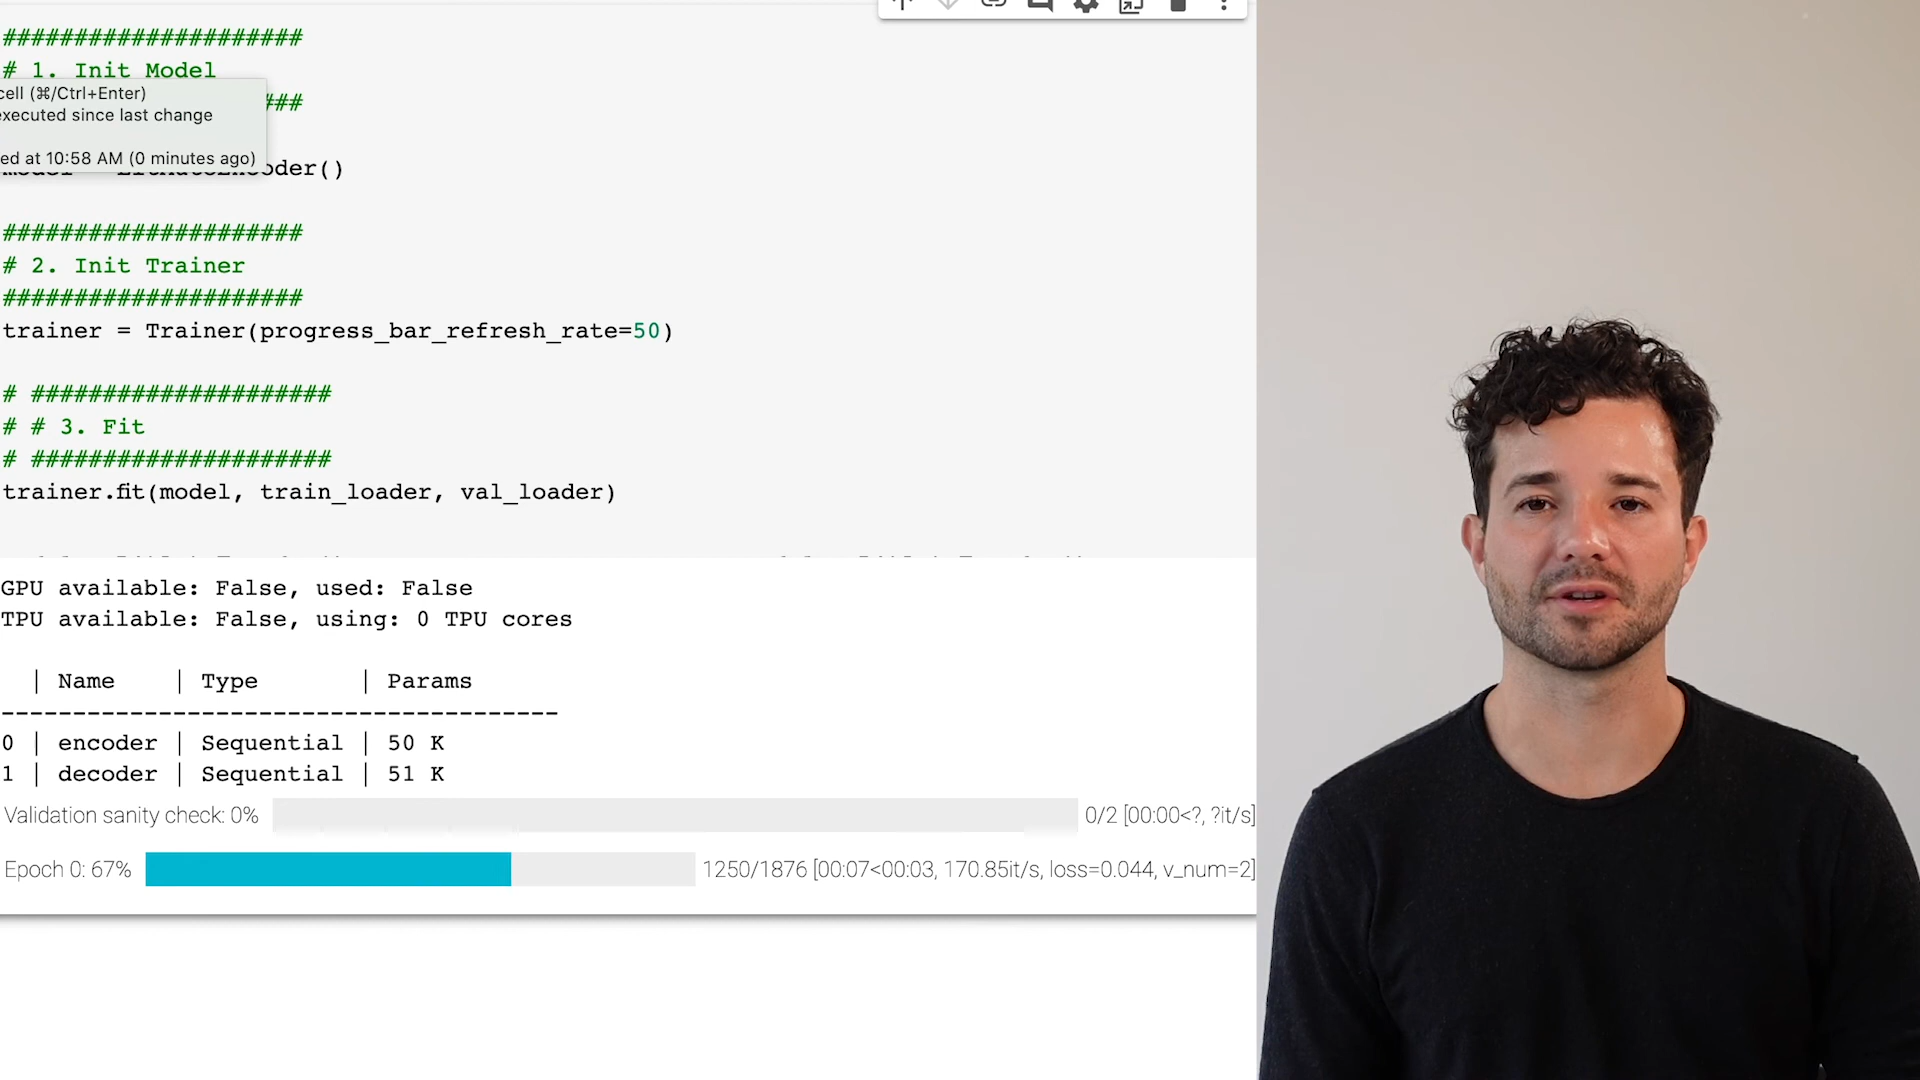 ####################
# 1. Init Model
cell (⌘/Ctrl+Enter)
###
executed since last change
ed at 10:58 AM (0 minutes ago)
oder()
#####################
# 2. Init Trainer
#####################
trainer = Trainer(progress_bar_refresh_rate=50)
# #####################
# # 3. Fit
# #####################
trainer.fit(model, train_loader, val_loader)
GPU available: False, used: False
TPU available: False, using: 0 TPU cores
| Name | Type | Params
---------------------------------------
0 | encoder | Sequential | 50 K
1 | decoder | Sequential | 51 K
Validation sanity check: 0% 0/2 [00:00<?, ?it/s]
Epoch 0: 67% 1250/1876 [00:07<00:03, 170.85it/s, loss=0.044, v_num=2]